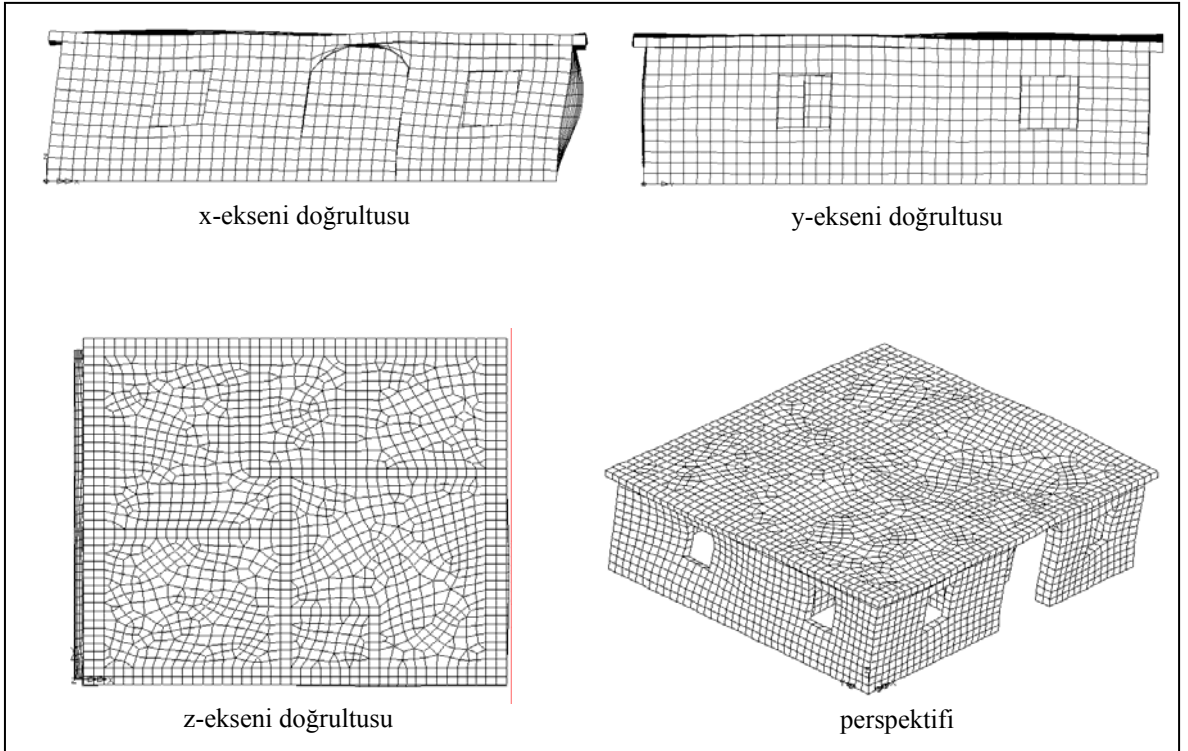 x-ekseni doğrultusu
y-ekseni doğrultusu
z-ekseni doğrultusu
perspektifi